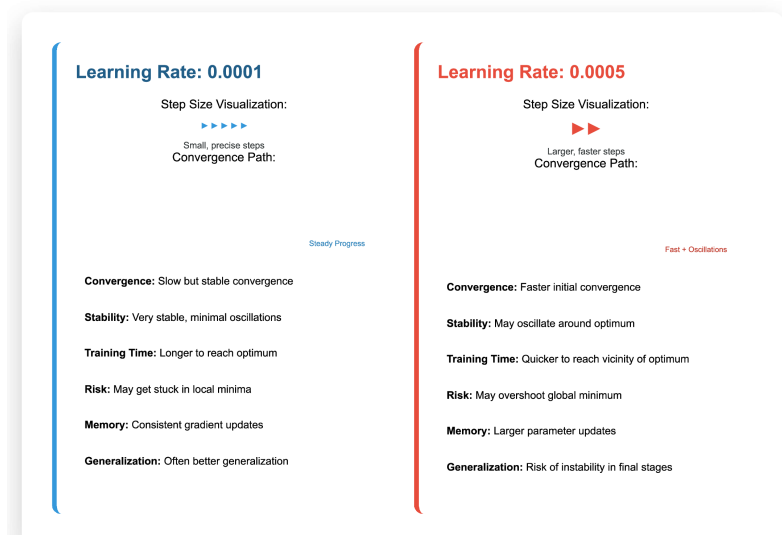 Learning Rate: 0.0001
Step Size Visualization:
Small, precise steps
Convergence Path:
Steady Progress
Convergence: Slow but stable convergence
Stability: Very stable, minimal oscillations
Training Time: Longer to reach optimum
Risk: May get stuck in local minima
Memory: Consistent gradient updates
Generalization: Often better generalization
Learning Rate: 0.0005
Step Size Visualization:
Larger, faster steps
Convergence Path:
Fast + Oscillations
Convergence: Faster initial convergence
Stability: May oscillate around optimum
Training Time: Quicker to reach vicinity of optimum
Risk: May overshoot global minimum
Memory: Larger parameter updates
Generalization: Risk of instability in final stages